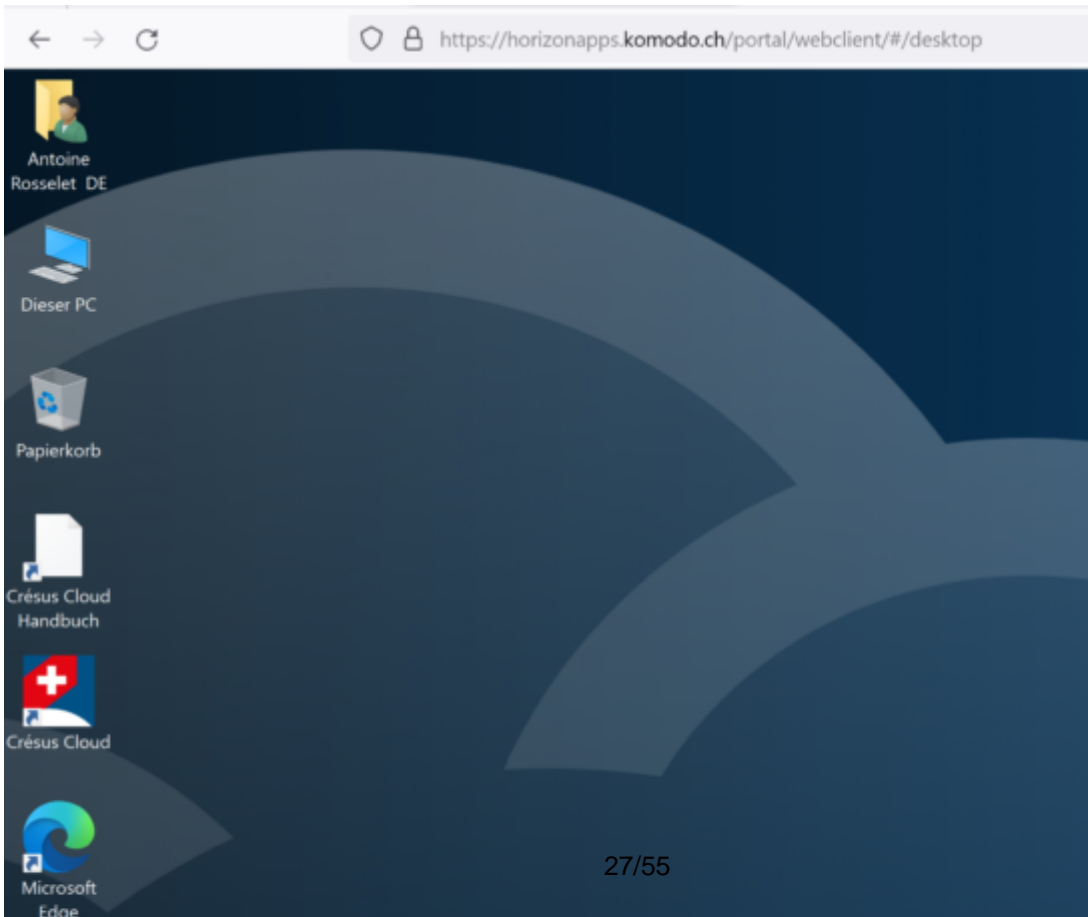 https://horizonapps.komodo.ch/portal/webclient/#/desktop
Antoine
Rosselet DE
Dieser PC
Papierkorb
Crésus Cloud
Handbuch
Crésus Cloud
Microsoft
Edge
27/55